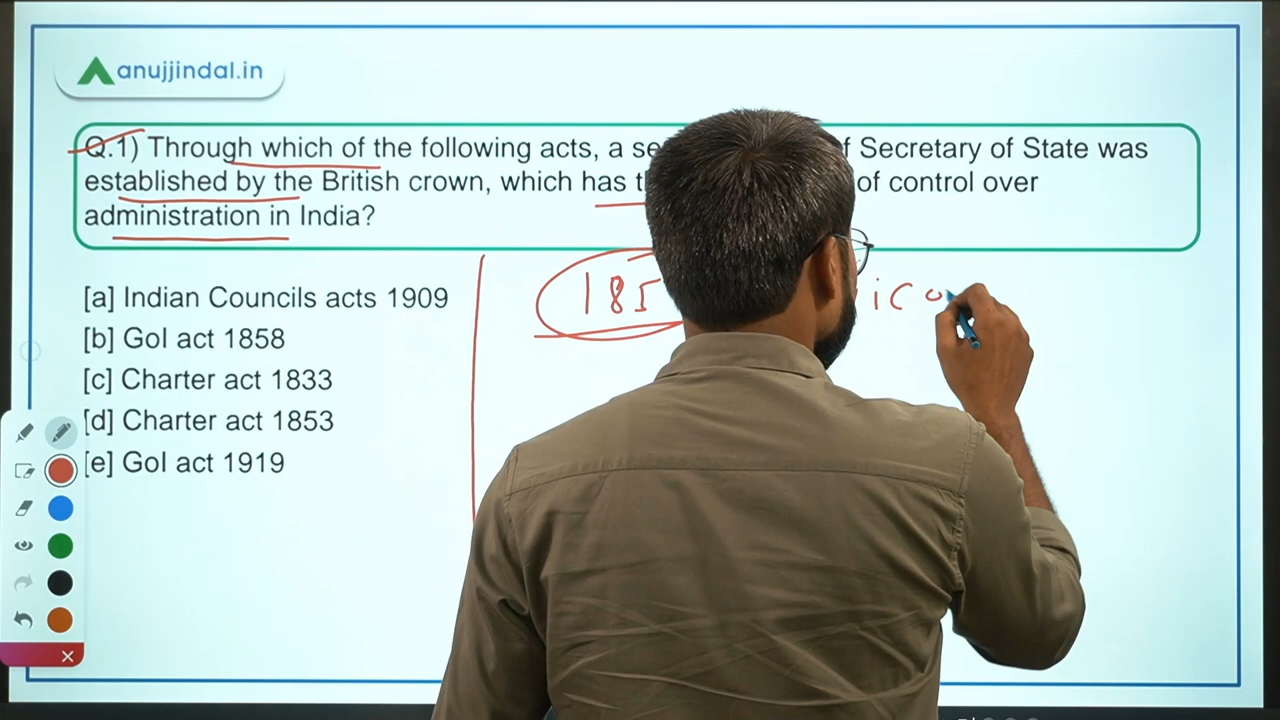 anujjindal.in
Q.1) Through which of the following acts, a of Secretary of State was
established by the British crown, which has of control over
administration in India?
[a] Indian Councils acts 1909
[b] GoI act 1858
[c] Charter act 1833
[d] Charter act 1853
[e] GoI act 1919
185